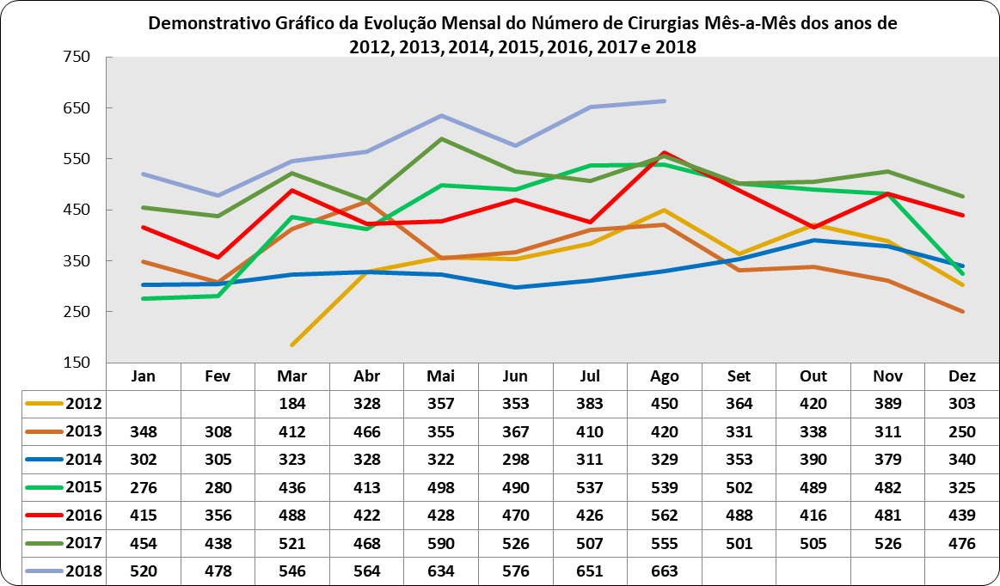 Demonstrativo Gráfico da Evolução Mensal do Número de Cirurgias Mês-a-Mês dos anos de
2012, 2013, 2014, 2015, 2016, 2017 e 2018
750
650
550
450
350
250
150
Jan Fev Mar Abr Mai Jun Jul Ago Set Out Nov Dez
2012 184 328 357 353 383 450 364 420 389 303
2013 348 308 412 466 355 367 410 420 331 338 311 250
2014 302 305 323 328 322 298 311 329 353 390 379 340
2015 276 280 436 413 498 490 537 539 502 489 482 325
2016 415 356 488 422 428 470 426 562 488 416 481 439
2017 454 438 521 468 590 526 507 555 501 505 526 476
2018 520 478 546 564 634 576 651 663